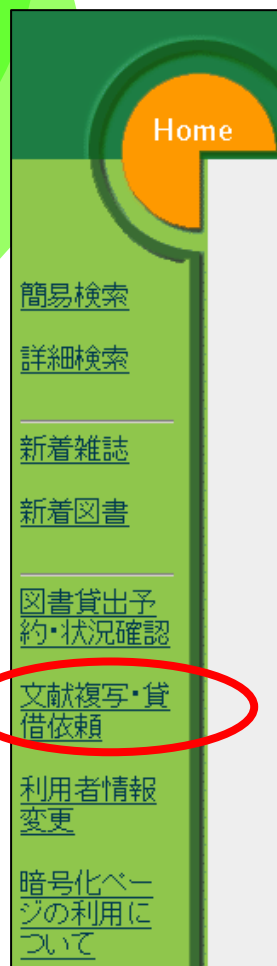 Home
簡易検索
詳細検索
新着雑誌
新着図書
図書貸出予
約・状況確認
文献複写・貸
借依頼
利用者情報
変更
暗号化ペー
ジの利用に
ついて